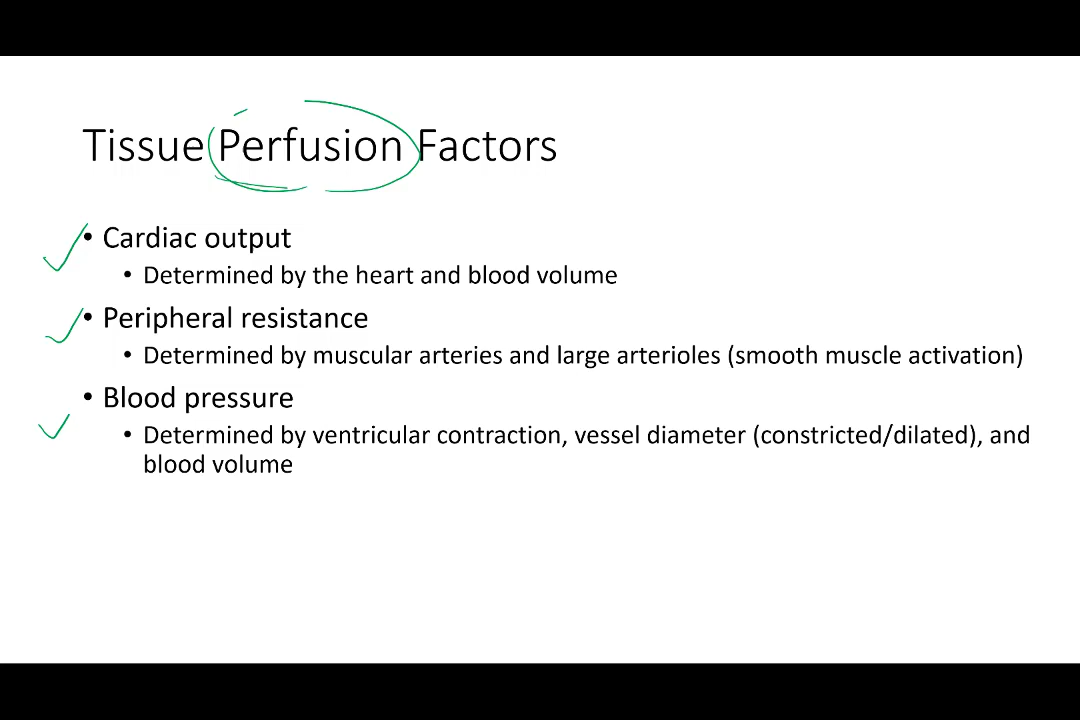 Tissue Perfusion Factors
• Cardiac output
• Determined by the heart and blood volume
• Peripheral resistance
• Determined by muscular arteries and large arterioles (smooth muscle activation)
• Blood pressure
• Determined by ventricular contraction, vessel diameter (constricted/dilated), and
blood volume